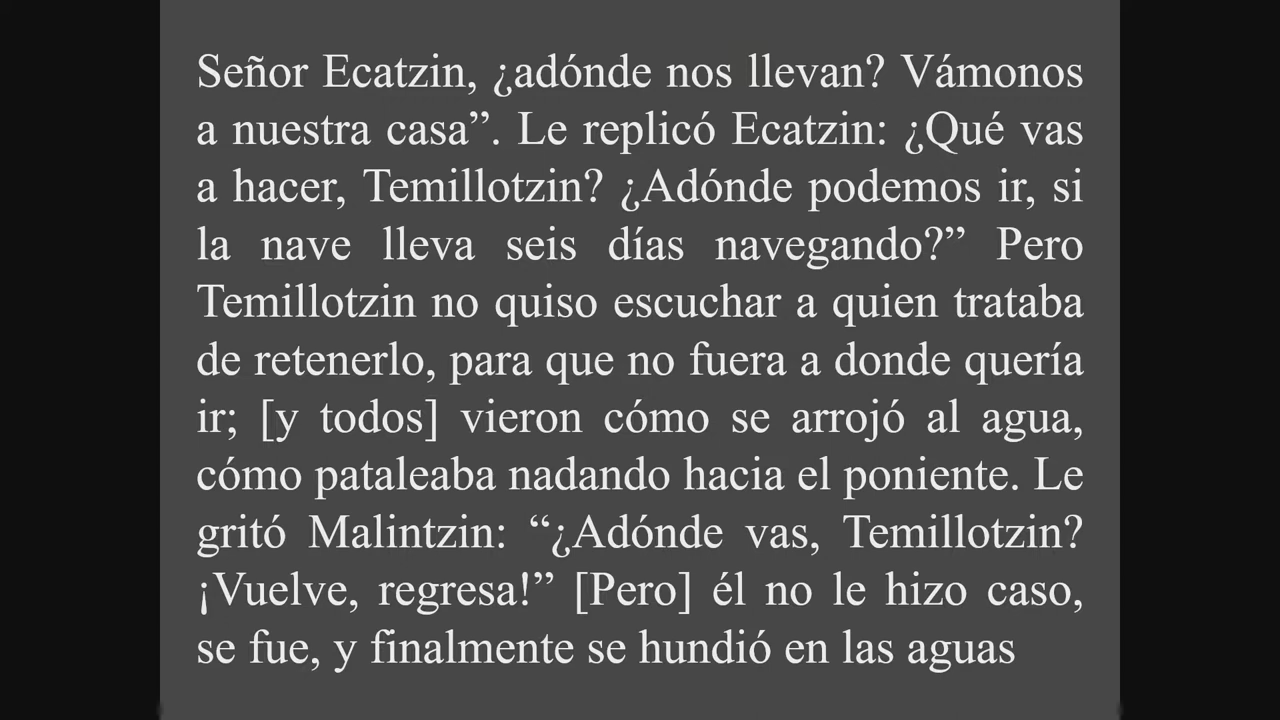 Señor Ecatzin, ¿adónde nos llevan? Vámonos
a nuestra casa”. Le replicó Ecatzin: ¿Qué vas
a hacer, Temillotzin? ¿Adónde podemos ir, si
la nave lleva seis días navegando?” Pero
Temillotzin no quiso escuchar a quien trataba
de retenerlo, para que no fuera a donde quería
ir; [y todos] vieron cómo se arrojó al agua,
cómo pataleaba nadando hacia el poniente. Le
gritó Malintzin: “¿Adónde vas, Temillotzin?
¡Vuelve, regresa!” [Pero] él no le hizo caso,
se fue, y finalmente se hundió en las aguas